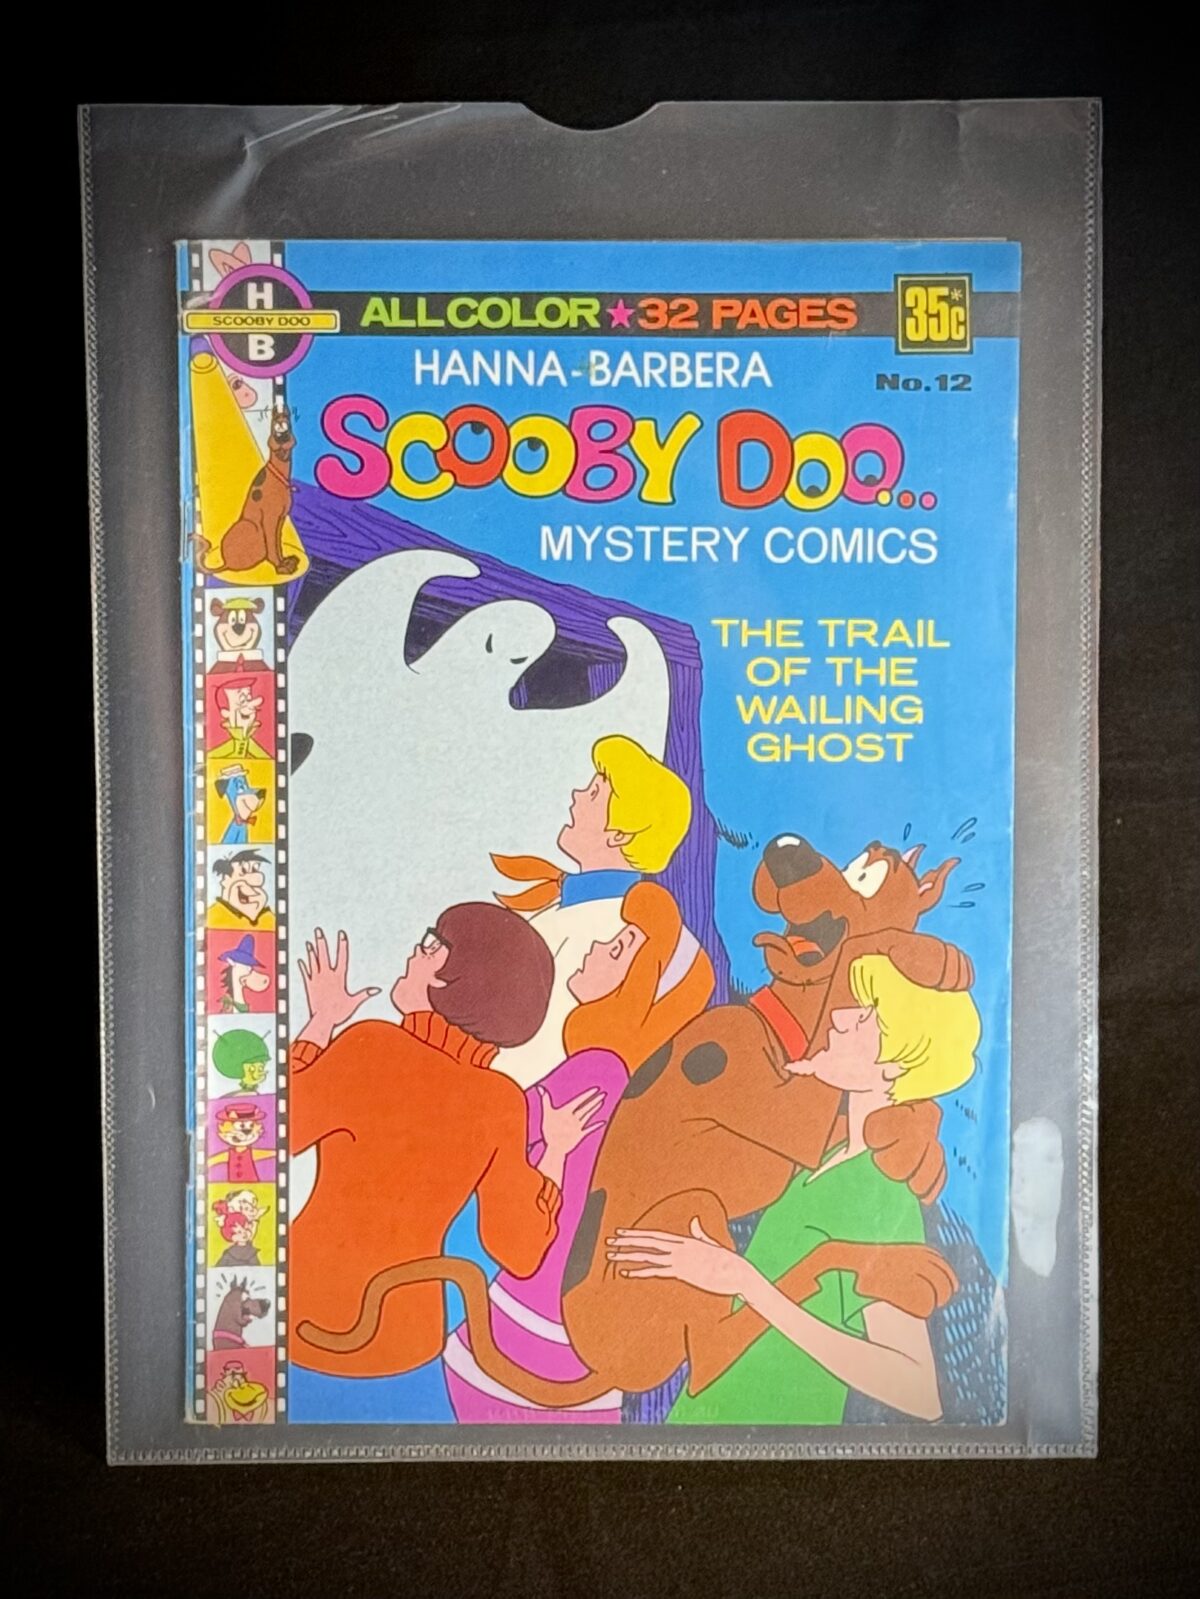 H
SCOOBY DOO
B
ALL COLOR ★ 32 PAGES
35*c
HANNA-BARBERA
No. 12
SCOOBY DOO...
MYSTERY COMICS
THE TRAIL
OF THE
WAILING
GHOST